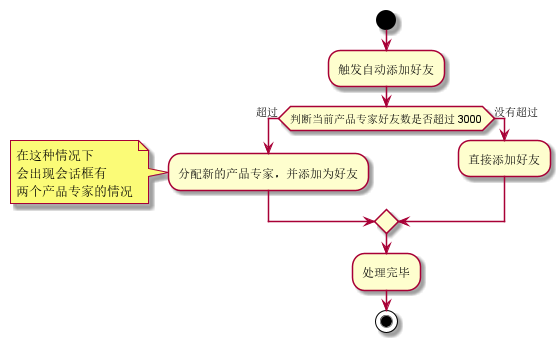 触发自动添加好友
超过
判断当前产品专家好友数是否超过 3000
没有超过
在这种情况下
会出现会话框有
两个产品专家的情况
分配新的产品专家，并添加为好友
直接添加好友
处理完毕